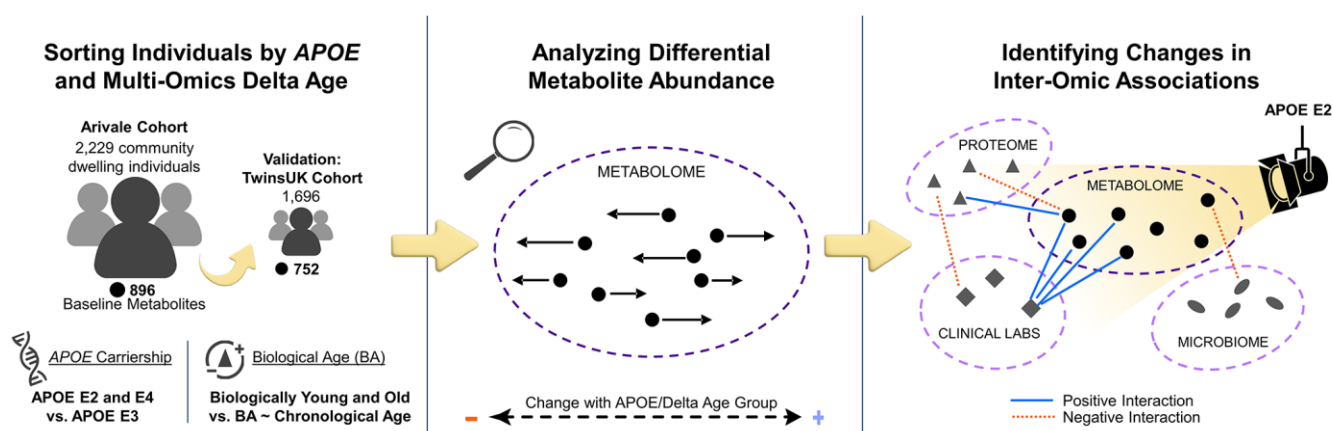 Sorting Individuals by APOE
and Multi-Omics Delta Age
Arivale Cohort
2,229 community
dwelling individuals
Validation:
TwinsUK
Cohort
1,696
752
896
Baseline Metabolites
APOE Carriership
APOE E2 and E4
vs. APOE E3
Biological Age (BA)
Biologically Young and Old
vs. BA ~ Chronological Age
Analyzing Differential
Metabolite Abundance
METABOLOME
Change with APOE/Delta Age Group
-
+
Identifying Changes in
Inter-Omic Associations
APOE E2
PROTEOME
METABOLOME
CLINICAL LABS
MICROBIOME
Positive Interaction
Negative Interaction